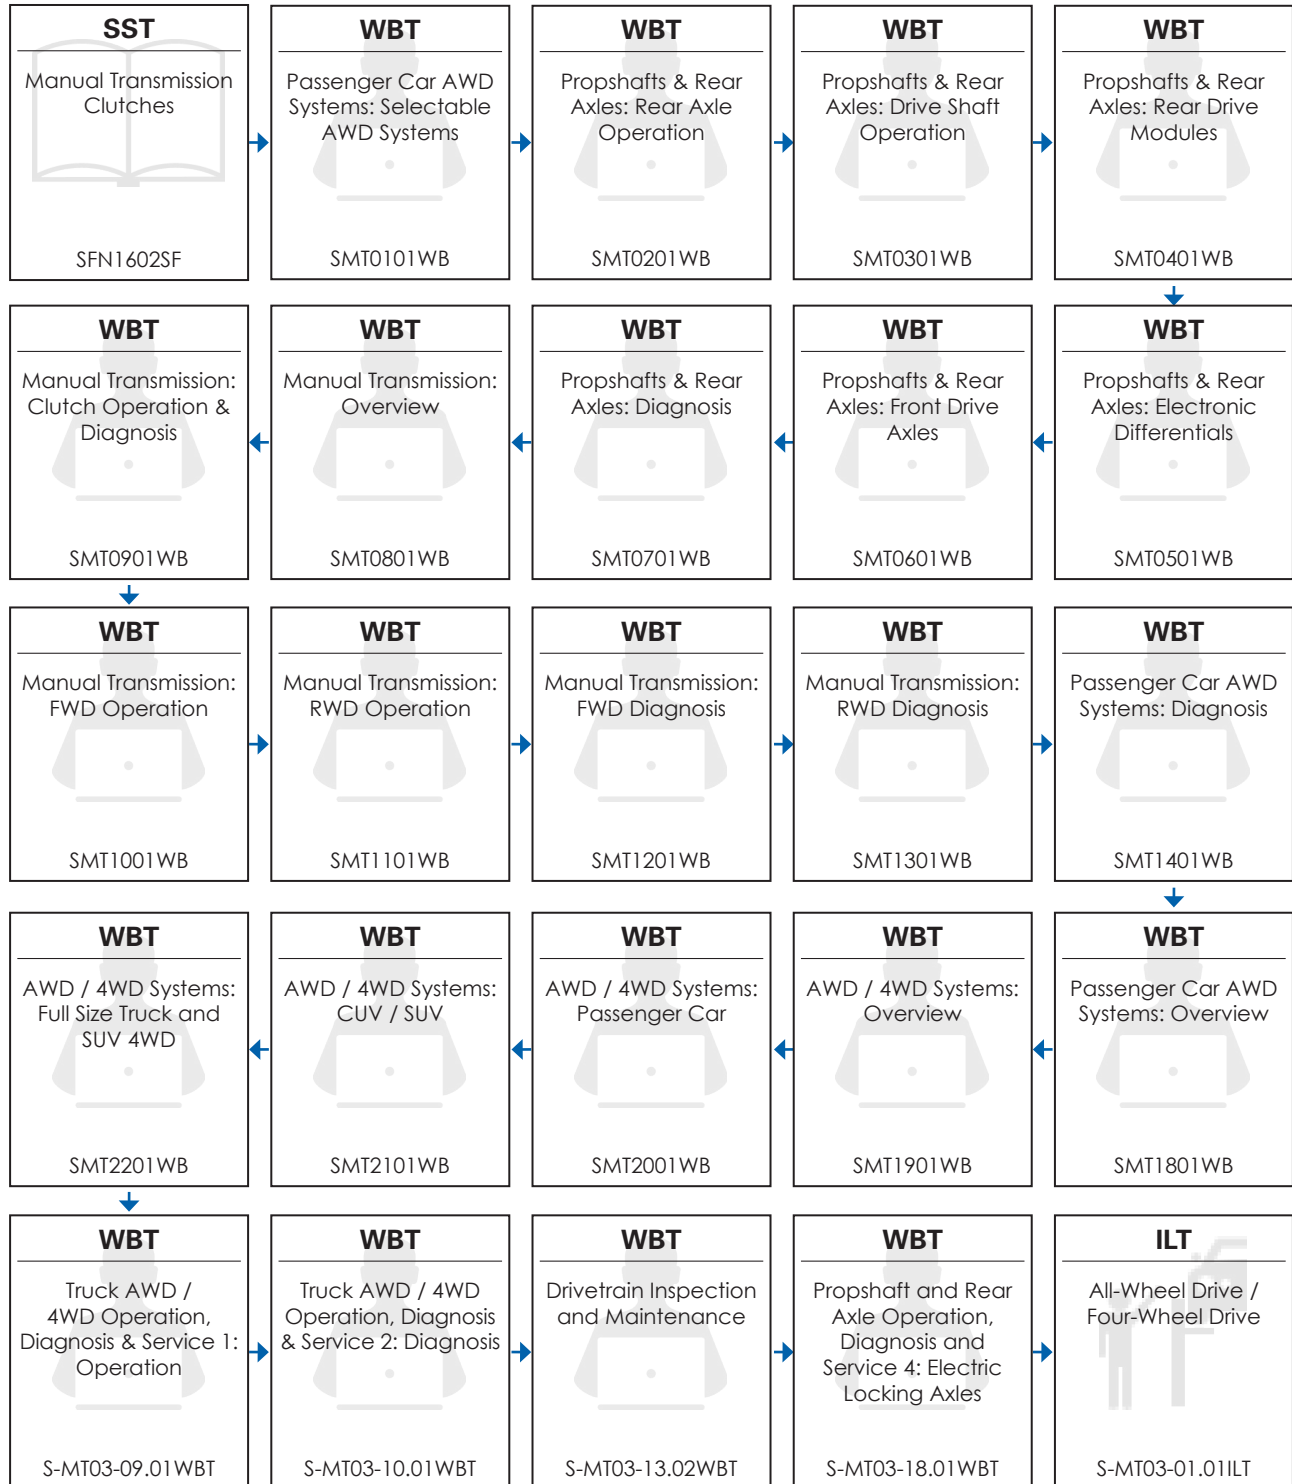 SST
Manual Transmission
Clutches
SFN1602SF
WBT
Passenger Car AWD
Systems: Selectable
AWD Systems
SMT0101WB
WBT
Propshafts & Rear
Axles: Rear Axle
Operation
SMT0201WB
WBT
Propshafts & Rear
Axles: Drive Shaft
Operation
SMT0301WB
WBT
Propshafts & Rear
Axles: Rear Drive
Modules
SMT0401WB
WBT
Manual Transmission:
Clutch Operation &
Diagnosis
SMT0901WB
WBT
Manual Transmission:
Overview
SMT0801WB
WBT
Propshafts & Rear
Axles: Diagnosis
SMT0701WB
WBT
Propshafts & Rear
Axles: Front Drive
Axles
SMT0601WB
WBT
Propshafts & Rear
Axles: Electronic
Differentials
SMT0501WB
WBT
Manual Transmission:
FWD Operation
SMT1001WB
WBT
Manual Transmission:
RWD Operation
SMT1101WB
WBT
Manual Transmission:
FWD Diagnosis
SMT1201WB
WBT
Manual Transmission:
RWD Diagnosis
SMT1301WB
WBT
Passenger Car AWD
Systems: Diagnosis
SMT1401WB
WBT
AWD / 4WD Systems:
Full Size Truck and
SUV 4WD
SMT2201WB
WBT
AWD / 4WD Systems:
CUV / SUV
SMT2101WB
WBT
AWD / 4WD Systems:
Passenger Car
SMT2001WB
WBT
AWD / 4WD Systems:
Overview
SMT1901WB
WBT
Passenger Car AWD
Systems: Overview
SMT1801WB
WBT
Truck AWD /
4WD Operation,
Diagnosis & Service 1:
Operation
S-MT03-09.01WBT
WBT
Truck AWD / 4WD
Operation, Diagnosis
& Service 2: Diagnosis
S-MT03-10.01WBT
WBT
Drivetrain Inspection
and Maintenance
S-MT03-13.02WBT
WBT
Propshaft and Rear
Axle Operation,
Diagnosis and
Service 4: Electric
Locking Axles
S-MT03-18.01WBT
ILT
All-Wheel Drive /
Four-Wheel Drive
S-MT03-01.01ILT